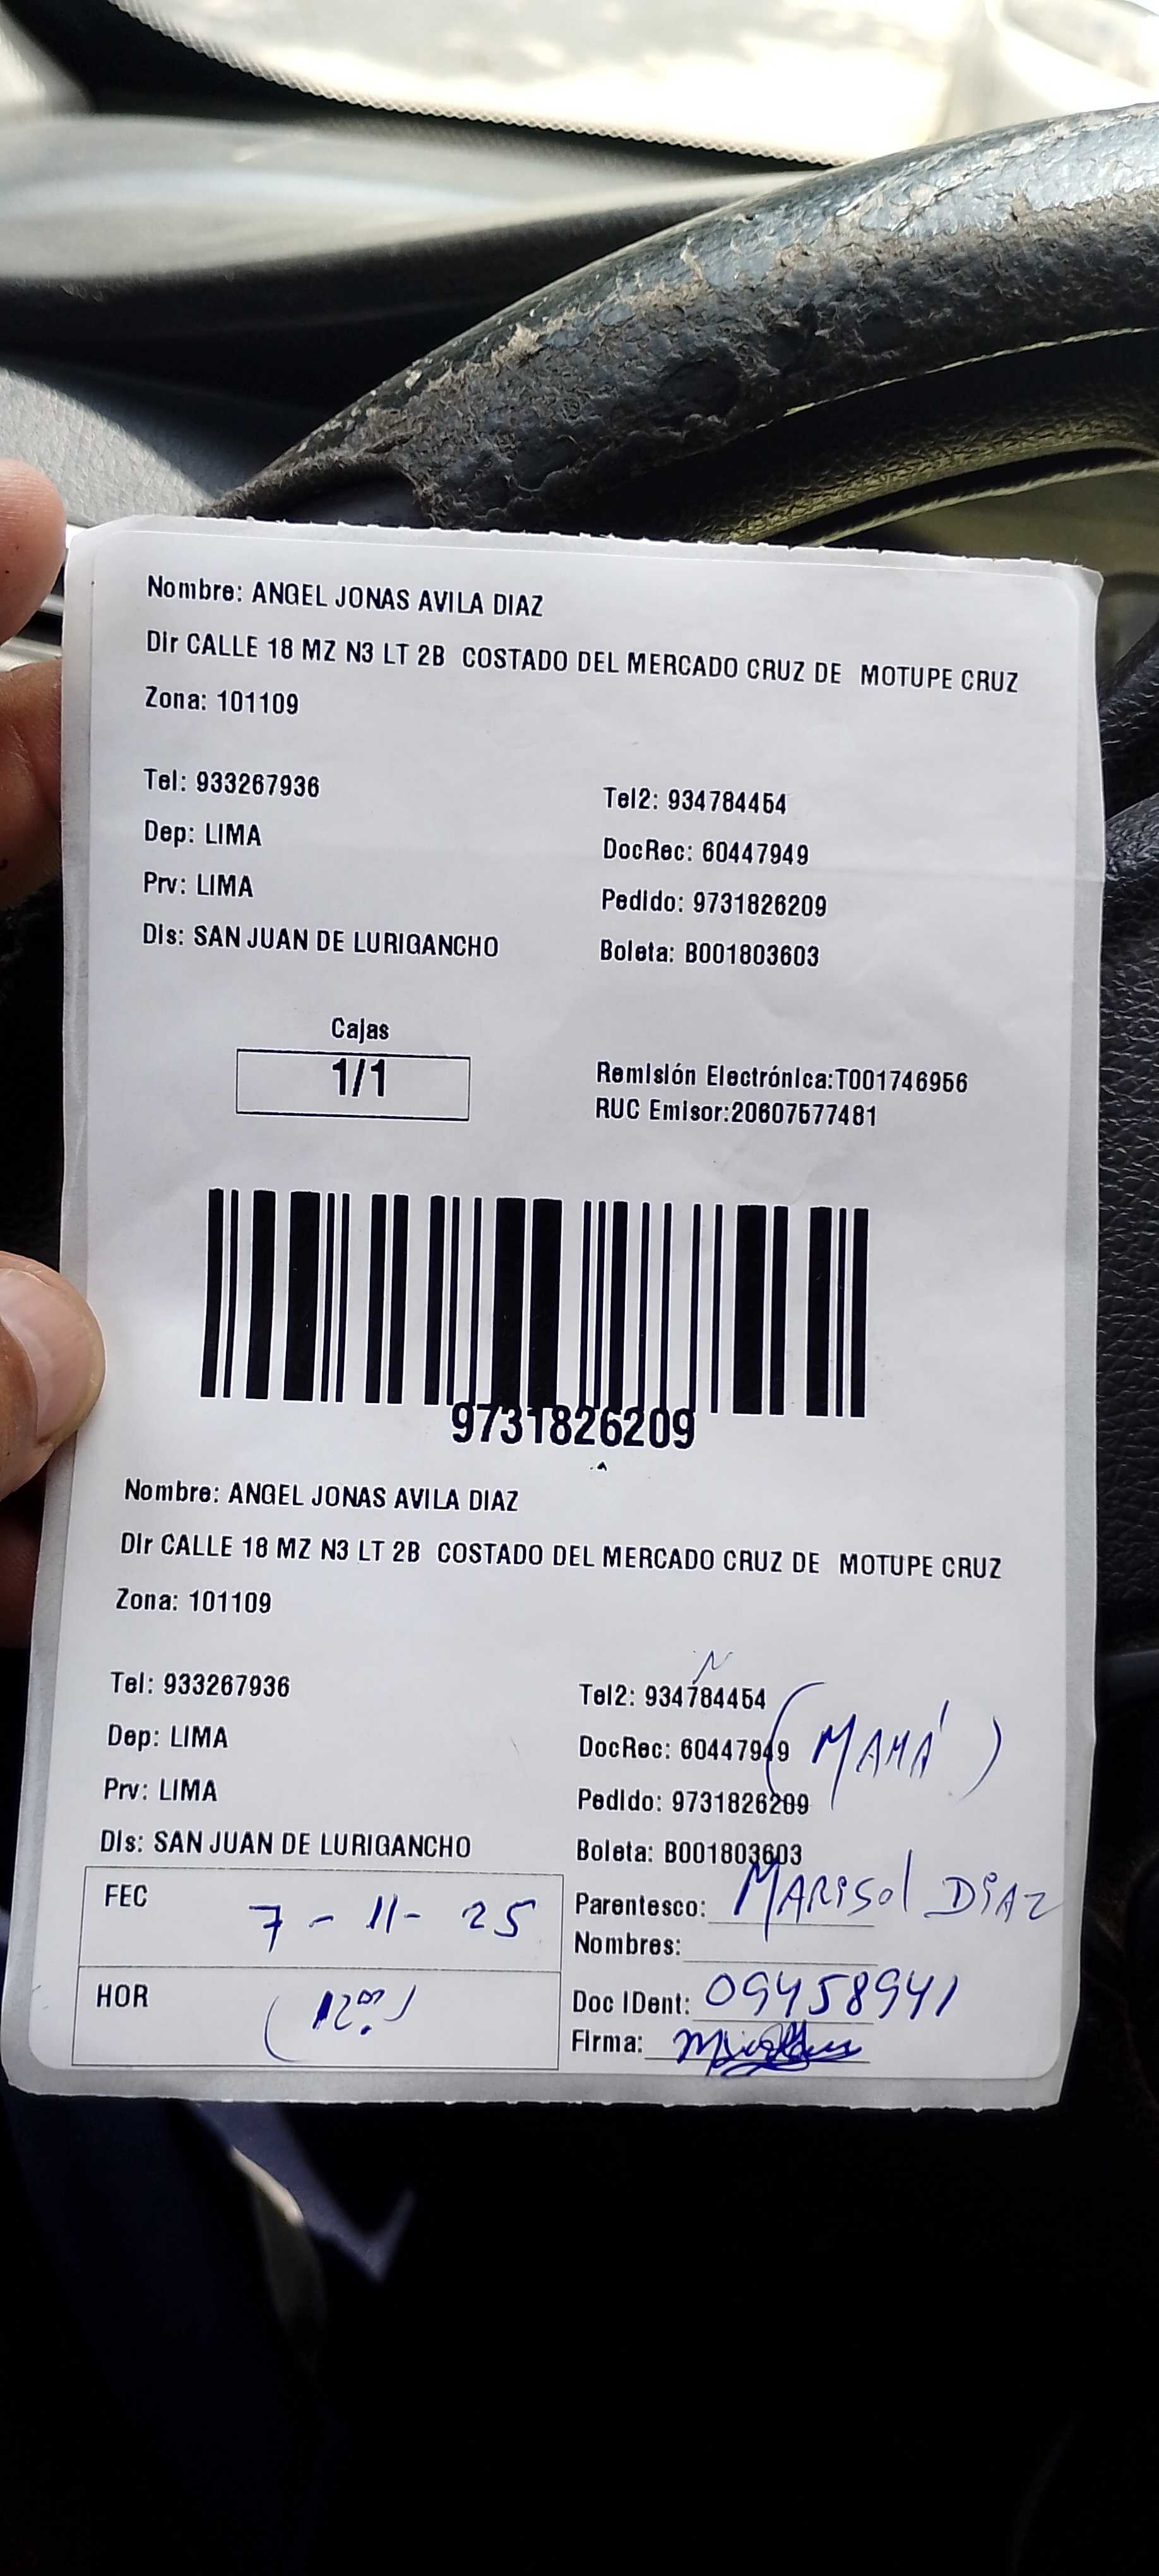 Nombre: ANGEL JONAS AVILA DIAZ
Dir CALLE 18 MZ N3 LT 2B COSTADO DEL MERCADO CRUZ DE MOTUPE CRUZ
Zona: 101109
Tel: 933267936 Tel2: 934784454
Dep: LIMA DocRec: 60447949
Prv: LIMA Pedido: 9731826209
Dis: SAN JUAN DE LURIGANCHO Boleta: B001803603
Cajas
1/1
Remisión Electrónica:T001746956
RUC Emisor:20607577481
9731826209
Nombre: ANGEL JONAS AVILA DIAZ
Dir CALLE 18 MZ N3 LT 2B COSTADO DEL MERCADO CRUZ DE MOTUPE CRUZ
Zona: 101109
Tel: 933267936 Tel2: 934784454
Dep: LIMA DocRec: 60447949 (MAMÁ)
Prv: LIMA Pedido: 9731826209
Dis: SAN JUAN DE LURIGANCHO Boleta: B001803603
FEC 7-11-25 Parentesco: MARISOL DIAZ
Nombres:
HOR Doc IDent: 09458941
Firma: